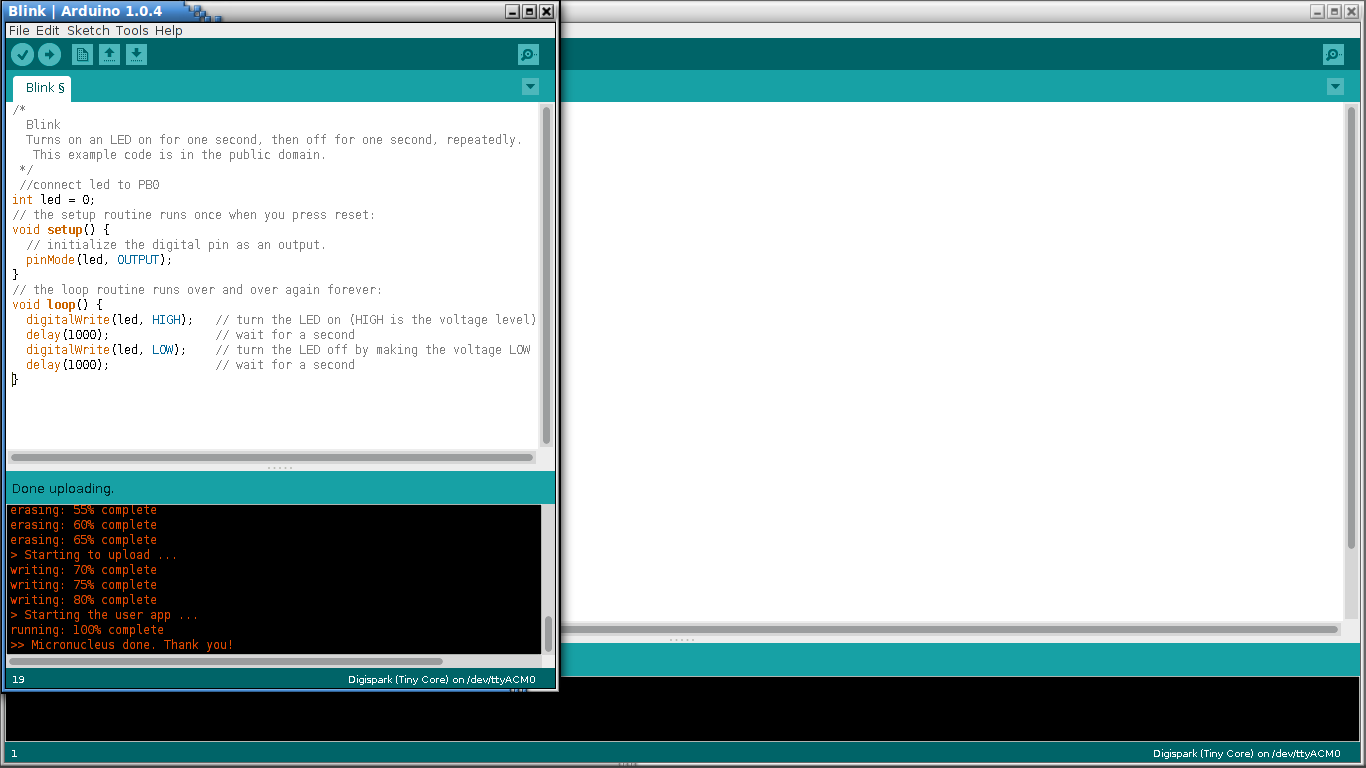 Blink | Arduino 1.0.4
File Edit Sketch Tools Help
Blink §
/*
  Blink
  Turns on an LED on for one second, then off for one second, repeatedly.
   This example code is in the public domain.
 */
 //connect led to PB0
int led = 0;
// the setup routine runs once when you press reset:
void setup() {
  // initialize the digital pin as an output.
  pinMode(led, OUTPUT);
}
// the loop routine runs over and over again forever:
void loop() {
  digitalWrite(led, HIGH);   // turn the LED on (HIGH is the voltage level)
  delay(1000);               // wait for a second
  digitalWrite(led, LOW);    // turn the LED off by making the voltage LOW
  delay(1000);               // wait for a second
}
Done uploading.
erasing: 55% complete
erasing: 60% complete
erasing: 65% complete
> Starting to upload ...
writing: 70% complete
writing: 75% complete
writing: 80% complete
> Starting the user app ...
running: 100% complete
>> Micronucleus done. Thank you!
19 Digispark (Tiny Core) on /dev/ttyACM0
1 Digispark (Tiny Core) on /dev/ttyACM0